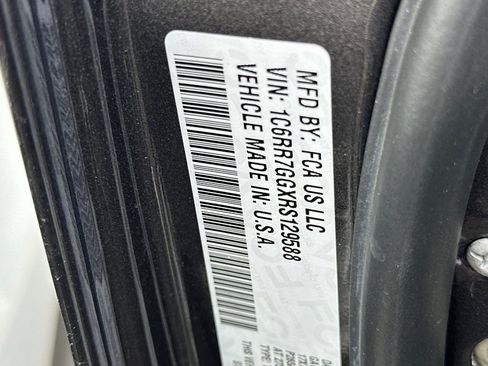 MFD BY: FCA US LLC
VIN: 1C6RR7GGXRS129588
VEHICLE MADE IN: U.S.A.